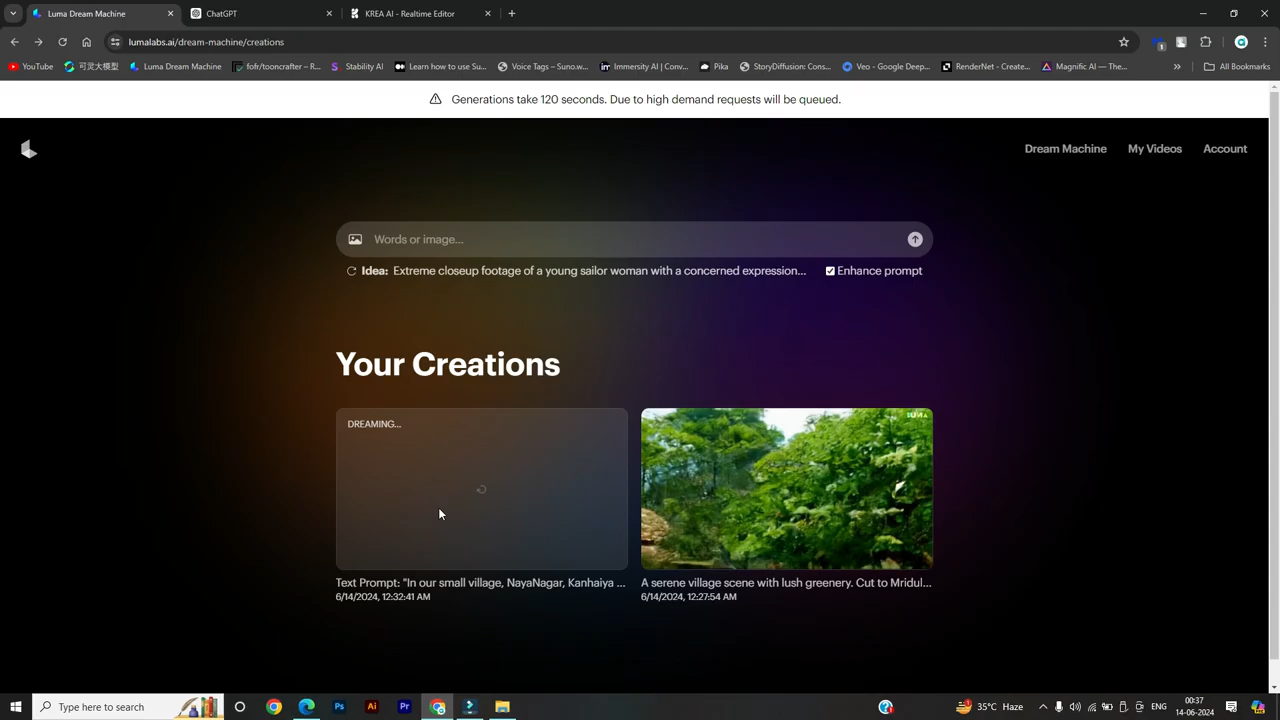 Luma Dream Machine
ChatGPT
KREA AI - Realtime Editor
lumalabs.ai/dream-machine/creations
YouTube
可灵大模型
Luma Dream Machine
fofr/tooncrafter – R...
Stability AI
Learn how to use Su...
Voice Tags – Suno.w...
Immersity AI | Conv...
Pika
StoryDiffusion: Cons...
Veo - Google Deep...
RenderNet - Create...
Magnific AI — The...
All Bookmarks
Generations take 120 seconds. Due to high demand requests will be queued.
Dream Machine
My Videos
Account
Words or image...
Idea: Extreme closeup footage of a young sailor woman with a concerned expression...
Enhance prompt
Your Creations
DREAMING...
LUMA
Text Prompt: "In our small village, NayaNagar, Kanhaiya ...
6/14/2024, 12:32:41 AM
A serene village scene with lush greenery. Cut to Mridul...
6/14/2024, 12:27:54 AM
Type here to search
35°C Haze
ENG
00:37
14-06-2024